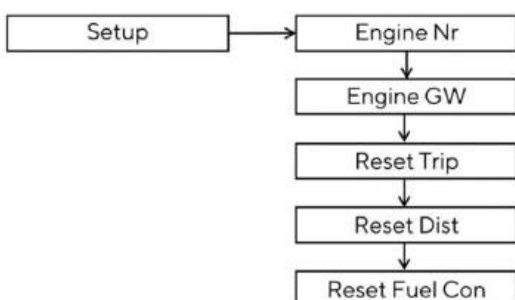 Setup
Engine Nr
Engine GW
Reset Trip
Reset Dist
Reset Fuel Con